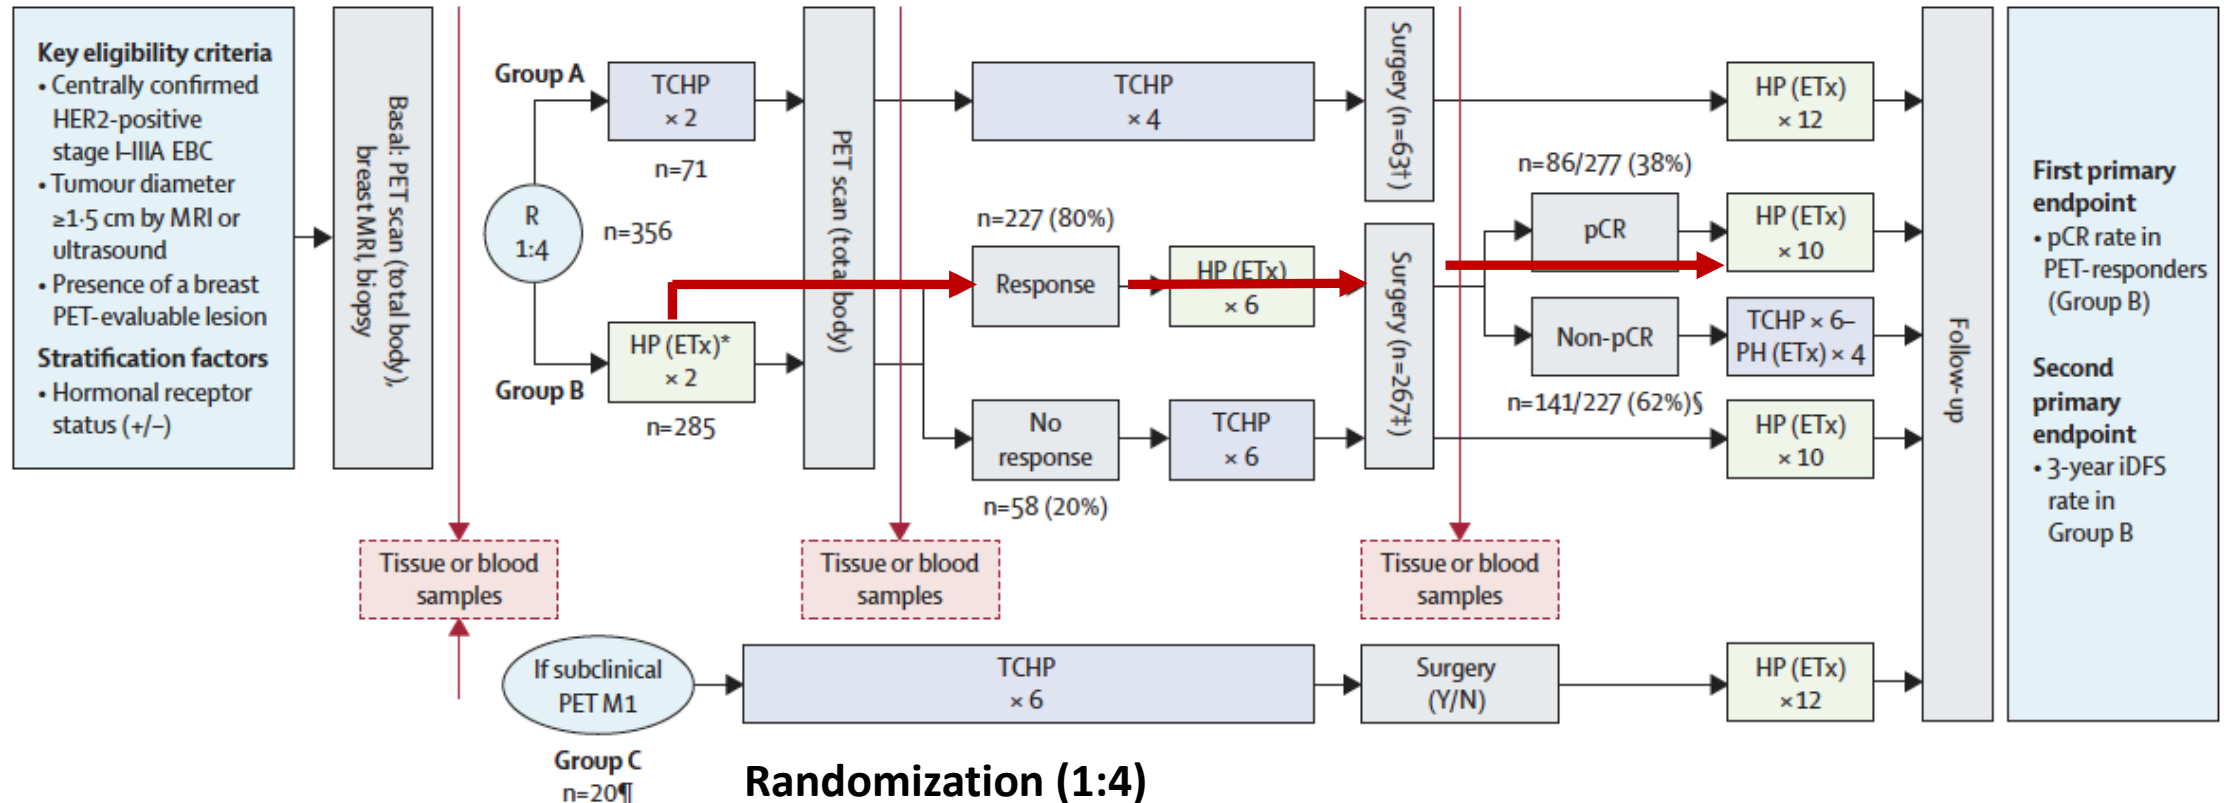 Key eligibility criteria
• Centrally confirmed
HER2-positive
stage I–IIIA EBC
• Tumour diameter
≥1·5 cm by MRI or
ultrasound
• Presence of a breast
PET-evaluable lesion
Stratification factors
• Hormonal receptor
status (+/–)
Basal: PET scan (total body),
breast MRI, biopsy
R
1:4
n=356
Group A
TCHP
× 2
n=71
Group B
HP (ETx)*
× 2
n=285
PET scan (total body)
TCHP
× 4
n=227 (80%)
Response
HP (ETx)
× 6
No
response
n=58 (20%)
TCHP
× 6
Surgery (n=63†)
Surgery (n=267‡)
n=86/277 (38%)
pCR
Non-pCR
n=141/227 (62%)§
HP (ETx)
× 12
HP (ETx)
× 10
TCHP × 6–
PH (ETx) × 4
HP (ETx)
× 10
Follow-up
First primary
endpoint
• pCR rate in
PET-responders
(Group B)
Second
primary
endpoint
• 3-year iDFS
rate in
Group B
Tissue or blood
samples
Tissue or blood
samples
Tissue or blood
samples
If subclinical
PET M1
Group C
n=20¶
TCHP
× 6
Surgery
(Y/N)
HP (ETx)
×12
Randomization (1:4)